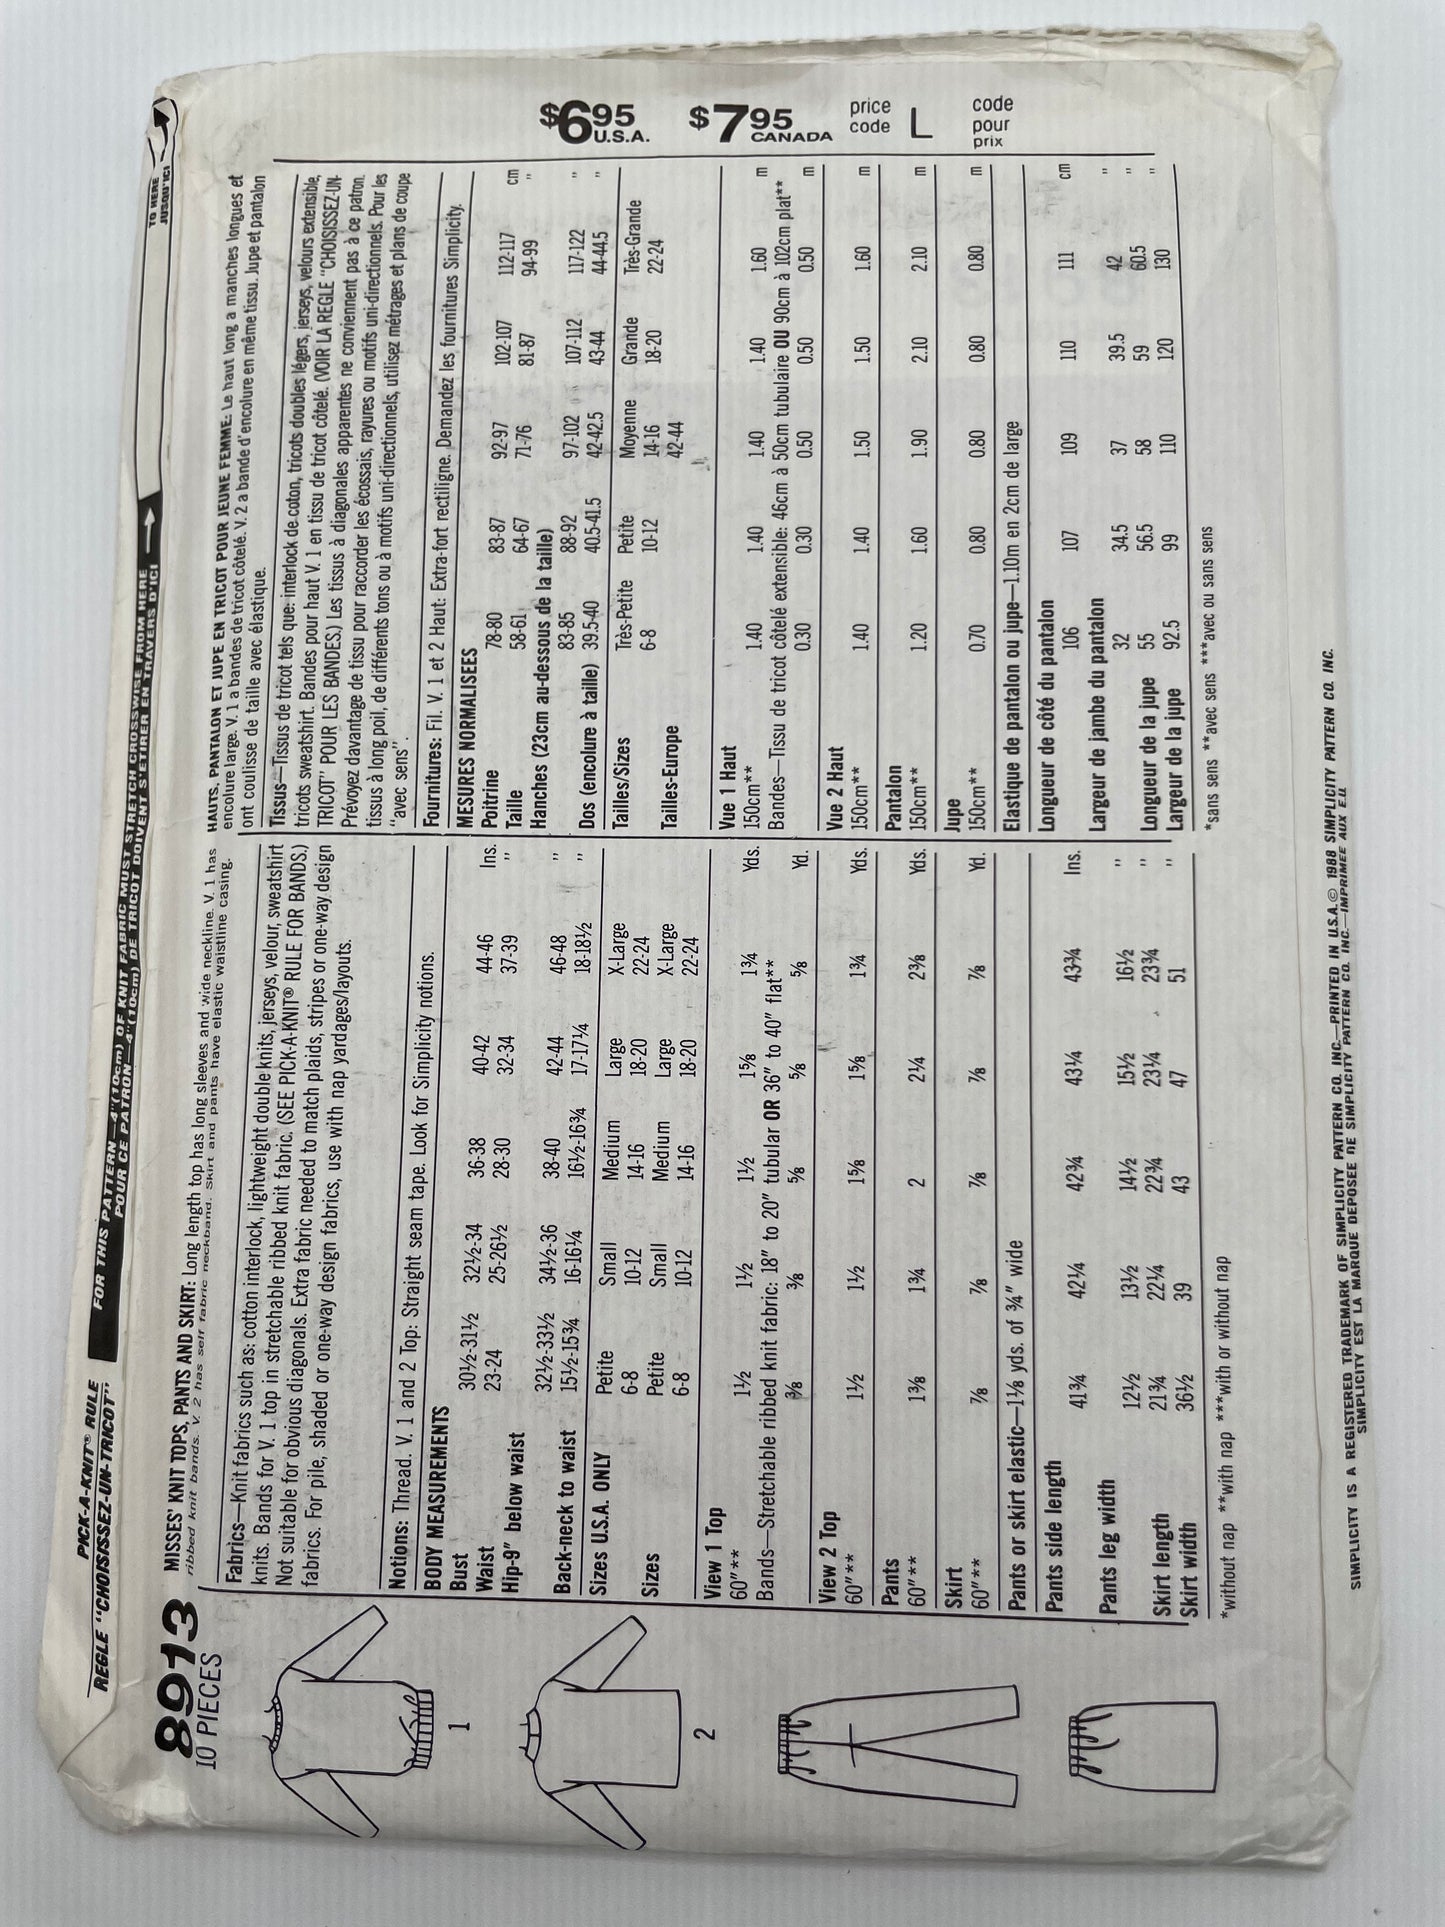 PICK-A-KNIT® RULE
REGLE "CHOISISSEZ-UN-TRICOT"
FOR THIS PATTERN—4"(10cm) OF KNIT FABRIC MUST STRETCH CROSSWISE FROM HERE
POUR CE PATRON—4"(10cm) DE TRICOT DOIVENT S'ETIRER EN TRAVERS D'ICI
TO HERE
JUSQU'ICI
8913
10 PIECES
1
2
MISSES' KNIT TOPS, PANTS AND SKIRT: Long length top has long sleeves and wide neckline. V. 1 has
ribbed knit bands. V. 2 has self fabric neckband. Skirt and pants have elastic waistline casing.
Fabrics—Knit fabrics such as: cotton interlock, lightweight double knits, jerseys, velour, sweatshirt
knits. Bands for V. 1 top in stretchable ribbed knit fabric. (SEE PICK-A-KNIT® RULE FOR BANDS.)
Not suitable for obvious diagonals. Extra fabric needed to match plaids, stripes or one-way design
fabrics. For pile, shaded or one-way design fabrics, use with nap yardages/layouts.
Notions: Thread. V. 1 and 2 Top: Straight seam tape. Look for Simplicity notions.
BODY MEASUREMENTS
Bust 30½-31½ 32½-34 36-38 40-42 44-46 Ins.
Waist 23-24 25-26½ 28-30 32-34 37-39 "
Hip-9" below waist
32½-33½ 34½-36 38-40 42-44 46-48 "
Back-neck to waist 15½-15¾ 16-16¼ 16½-16¾ 17-17¼ 18-18½ "
Sizes U.S.A. ONLY Petite Small Medium Large X-Large
6-8 10-12 14-16 18-20 22-24
Sizes Petite Small Medium Large X-Large
6-8 10-12 14-16 18-20 22-24
View 1 Top
60"** 1½ 1½ 1½ 1⅝ 1¾ Yds.
Bands—Stretchable ribbed knit fabric: 18" to 20" tubular OR 36" to 40" flat**
⅜ ⅜ ⅝ ⅝ ⅝ Yd.
View 2 Top
60"** 1½ 1½ 1⅝ 1⅝ 1¾ Yds.
Pants
60"** 1⅜ 1¾ 2 2¼ 2⅜ Yds.
Skirt
60"** ⅞ ⅞ ⅞ ⅞ ⅞ Yd.
Pants or skirt elastic—1⅛ yds. of ¾" wide
Pants side length
41¾ 42¼ 42¾ 43¼ 43¾ Ins.
Pants leg width
12½ 13½ 14½ 15½ 16½ "
Skirt length 21¾ 22¼ 22¾ 23¼ 23¾ "
Skirt width 36½ 39 43 47 51 "
*without nap **with nap ***with or without nap
HAUTS, PANTALON ET JUPE EN TRICOT POUR JEUNE FEMME: Le haut long a manches longues et
encolure large. V. 1 a bandes de tricot côtelé. V. 2 a bande d'encolure en même tissu. Jupe et pantalon
ont coulisse de taille avec élastique.
Tissus—Tissus de tricot tels que: interlock de coton, tricots doubles légers, jerseys, velours extensible,
tricots sweatshirt. Bandes pour haut V. 1 en tissu de tricot côtelé. (VOIR LA REGLE "CHOISISSEZ-UN-
TRICOT" POUR LES BANDES) Les tissus à diagonales apparentes ne conviennent pas à ce patron.
Prévoyez davantage de tissu pour raccorder les écossais, rayures ou motifs uni-directionnels. Pour les
tissus à long poil, de différents tons ou à motifs uni-directionnels, utilisez métrages et plans de coupe
"avec sens".
Fournitures: Fil. V. 1 et 2 Haut: Extra-fort rectiligne. Demandez les fournitures Simplicity.
MESURES NORMALISEES
Poitrine 78-80 83-87 92-97 102-107 112-117 cm
Taille 58-61 64-67 71-76 81-87 94-99 "
Hanches (23cm au-dessous de la taille)
83-85 88-92 97-102 107-112 117-122 "
Dos (encolure à taille) 39.5-40 40.5-41.5 42-42.5 43-44 44-44.5 "
Tailles/Sizes Très-Petite Petite Moyenne Grande Très-Grande
6-8 10-12 14-16 18-20 22-24
Tailles-Europe 42-44
Vue 1 Haut
150cm** 1.40 1.40 1.40 1.40 1.60 m
Bandes—Tissu de tricot côtelé extensible: 46cm à 50cm tubulaire OU 90cm à 102cm plat**
0.30 0.30 0.50 0.50 0.50 m
Vue 2 Haut
150cm** 1.40 1.40 1.50 1.50 1.60 m
Pantalon
150cm** 1.20 1.60 1.90 2.10 2.10 m
Jupe
150cm** 0.70 0.80 0.80 0.80 0.80 m
Elastique de pantalon ou jupe—1.10m en 2cm de large
Longueur de côté du pantalon
106 107 109 110 111 cm
Largeur de jambe du pantalon
32 34.5 37 39.5 42 "
Longueur de la jupe 55 56.5 58 59 60.5 "
Largeur de la jupe 92.5 99 110 120 130 "
*sans sens **avec sens ***avec ou sans sens
$6.95
U.S.A.
$7.95
CANADA
price
code
L
code
pour
prix
SIMPLICITY IS A REGISTERED TRADEMARK OF SIMPLICITY PATTERN CO. INC.—PRINTED IN U.S.A. © 1988 SIMPLICITY PATTERN CO. INC.
SIMPLICITY EST LA MARQUE DEPOSEE DE SIMPLICITY PATTERN CO. INC.—IMPRIMEE AUX E.U.